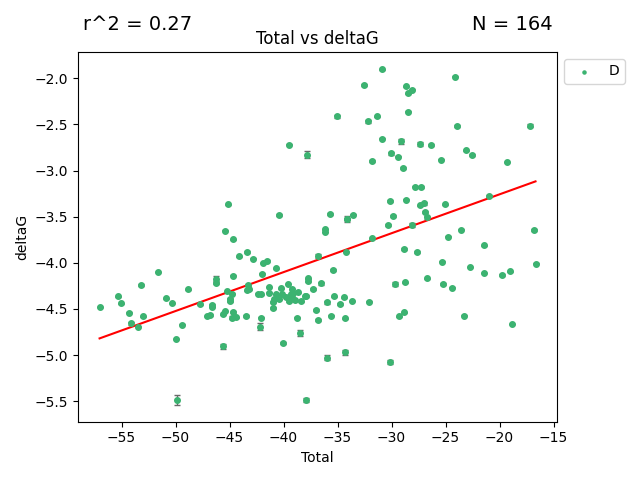 r^2 = 0.27 N = 164
Total vs deltaG
D
deltaG
−2.0
−2.5
−3.0
−3.5
−4.0
−4.5
−5.0
−5.5
−55 −50 −45 −40 −35 −30 −25 −20 −15
Total